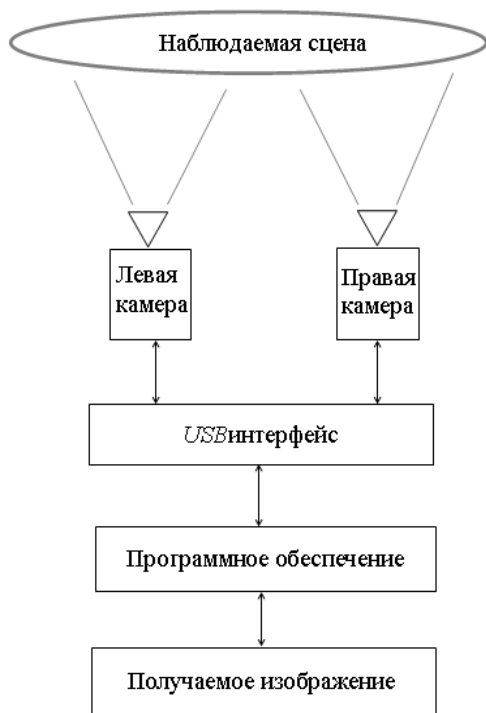 Наблюдаемая сцена
Левая
камера
Правая
камера
USBинтерфейс
Программное обеспечение
Получаемое изображение